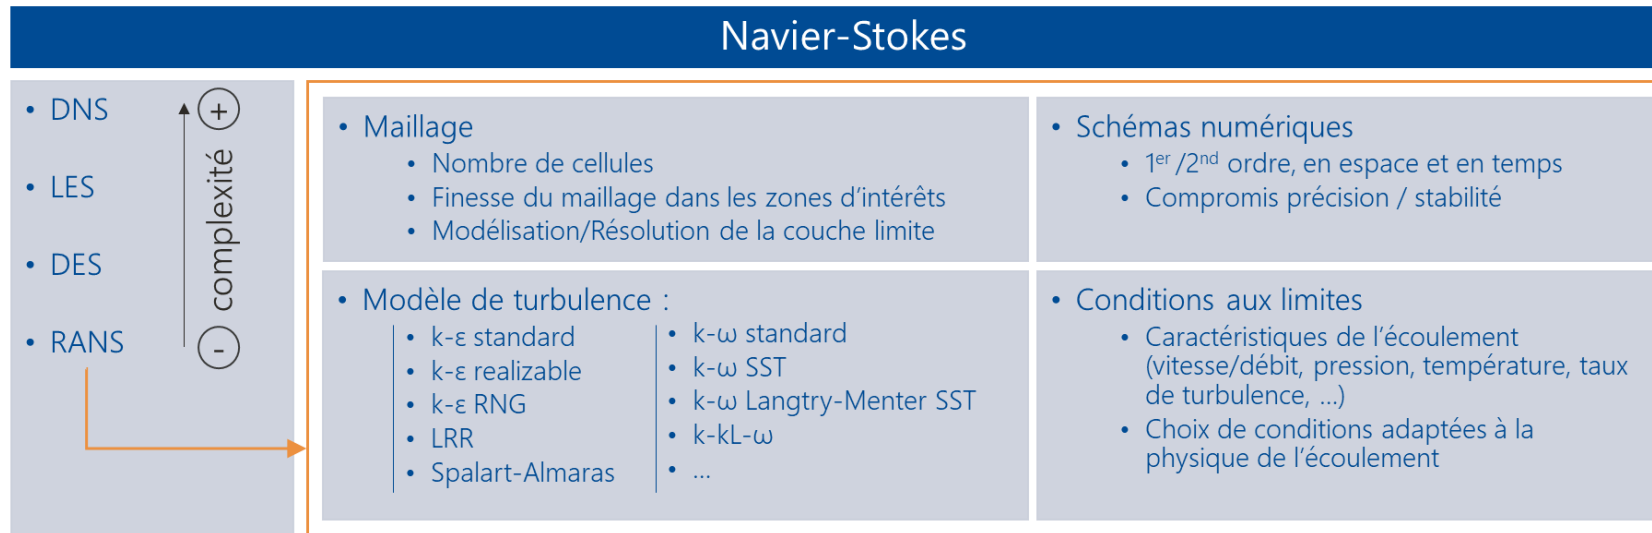 Navier-Stokes
• DNS
• LES
• DES
• RANS
+
complexité
-
• Maillage
• Nombre de cellules
• Finesse du maillage dans les zones d’intérêts
• Modélisation/Résolution de la couche limite
• Schémas numériques
• 1er /2nd ordre, en espace et en temps
• Compromis précision / stabilité
• Modèle de turbulence :
• k-ε standard
• k-ε realizable
• k-ε RNG
• LRR
• Spalart-Almaras
• k-ω standard
• k-ω SST
• k-ω Langtry-Menter SST
• k-kL-ω
• ...
• Conditions aux limites
• Caractéristiques de l’écoulement
(vitesse/débit, pression, température, taux
de turbulence, ...)
• Choix de conditions adaptées à la
physique de l’écoulement